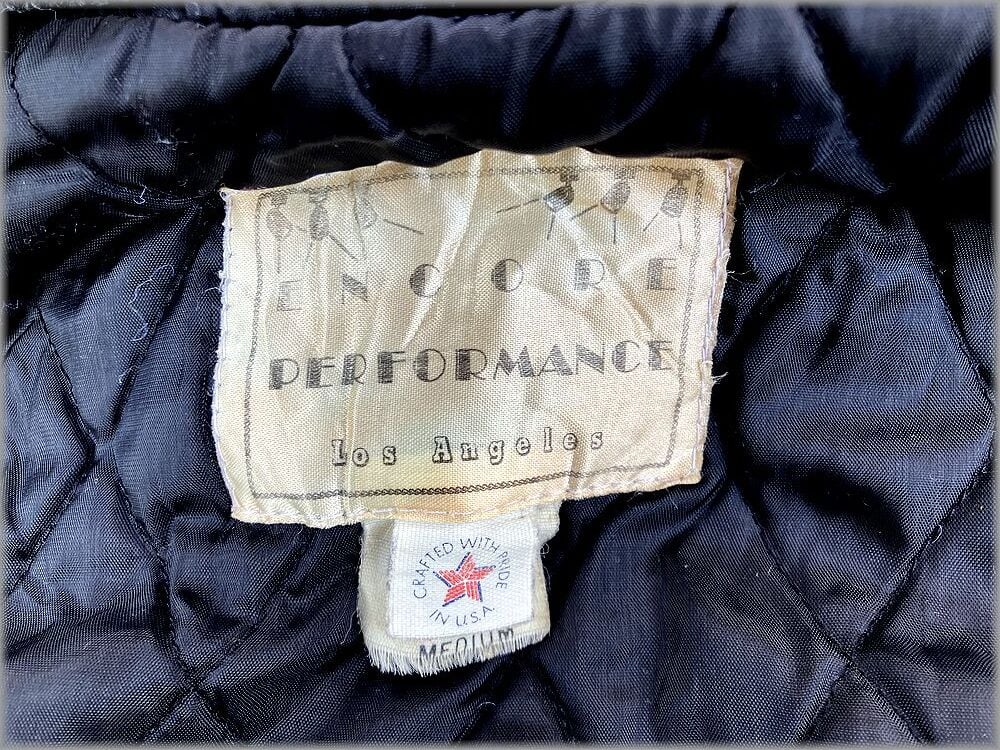 ENCORE
PERFORMANCE
Los Angeles
CRAFTED WITH PRIDE
IN U.S.A.
MEDIUM